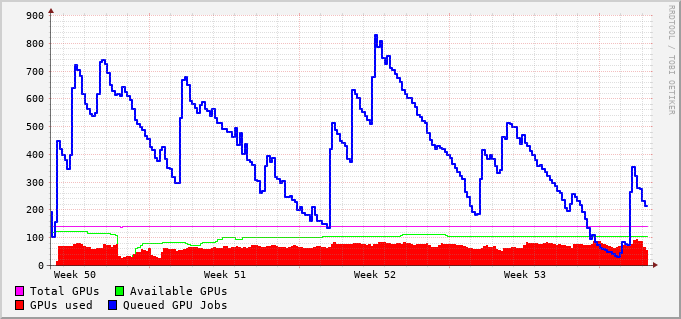 900
800
700
600
500
400
300
200
100
0
Week 50 Week 51 Week 52 Week 53
RRDTOOL / TOBI OETIKER
Total GPUs Available GPUs
GPUs used Queued GPU Jobs